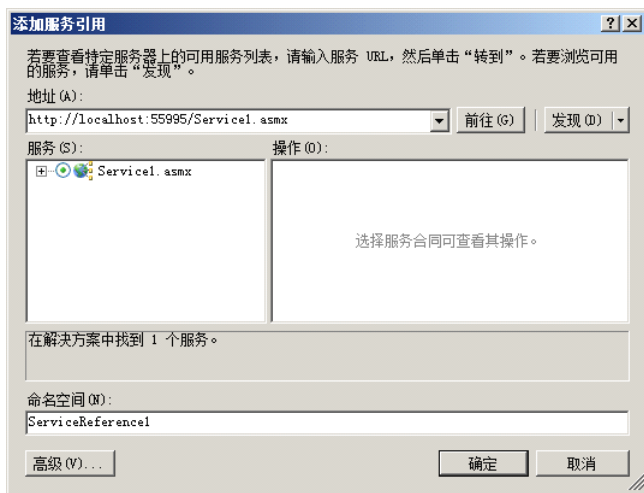 添加服务引用
若要查看特定服务器上的可用服务列表，请输入服务 URL，然后单击“转到”。若要浏览可用
的服务，请单击“发现”。
地址(A):
http://localhost:55995/Service1.asmx 前往(G) 发现(D)
服务(S): 操作(O):
Service1.asmx
选择服务合同可查看其操作。
在解决方案中找到 1 个服务。
命名空间(N):
ServiceReference1
高级(V)... 确定 取消